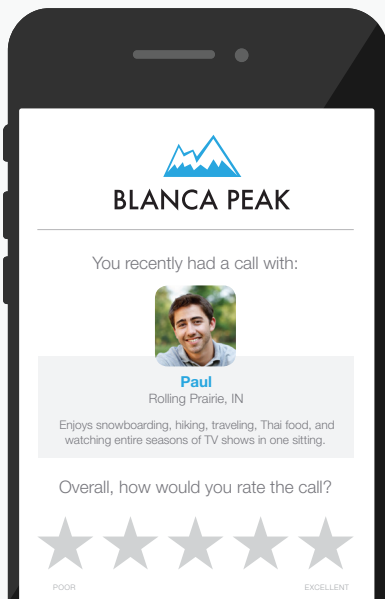 BLANCA PEAK
You recently had a call with:
Paul
Rolling Prairie, IN
Enjoys snowboarding, hiking, traveling, Thai food, and
watching entire seasons of TV shows in one sitting.
Overall, how would you rate the call?
POOR EXCELLENT